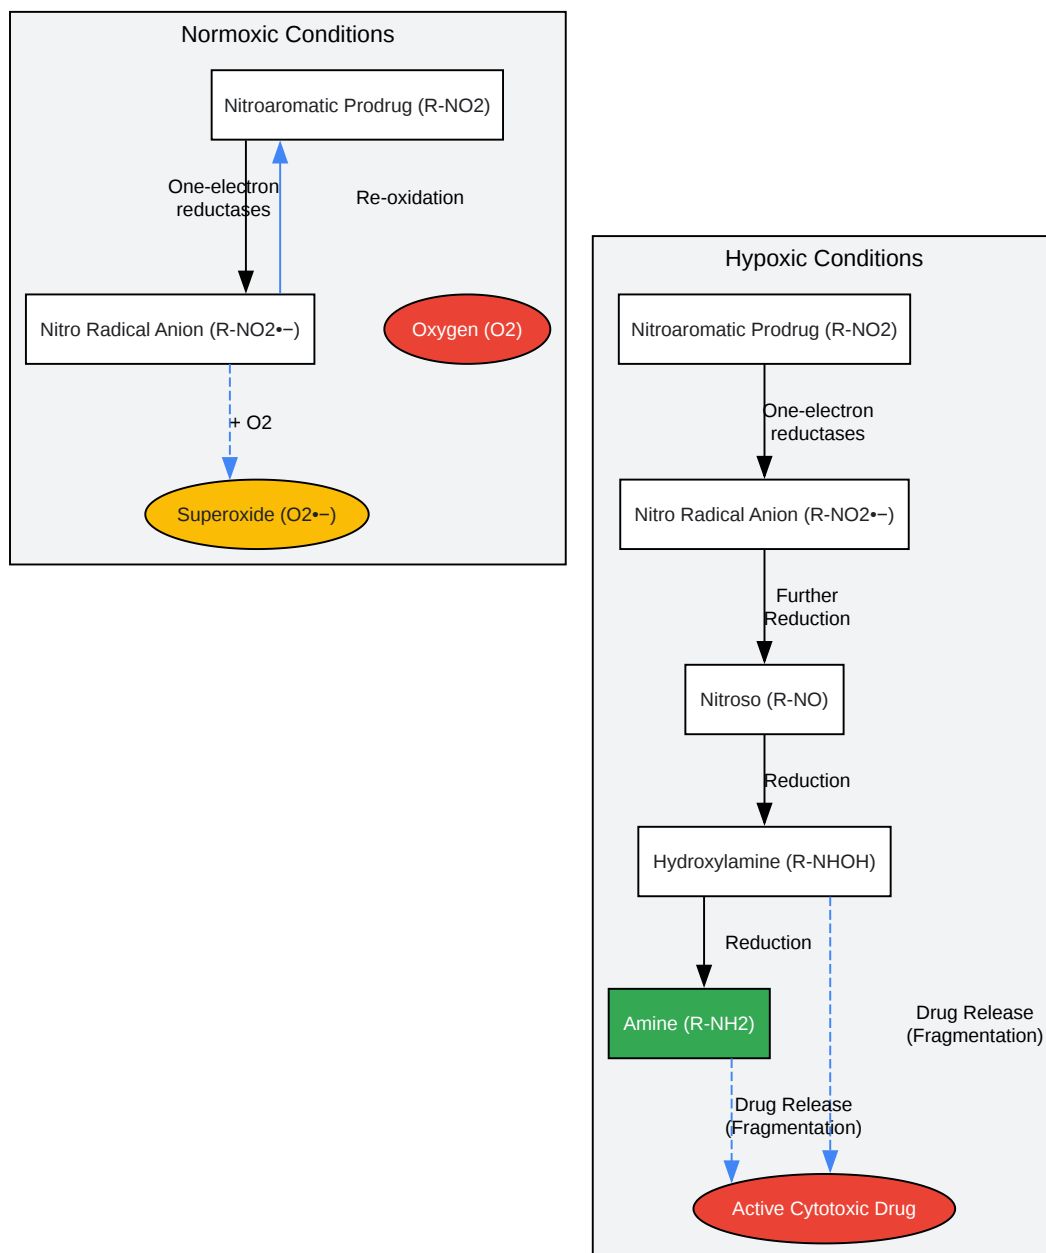 Normoxic Conditions
Nitroaromatic Prodrug (R-NO2)
One-electron
reductases
Re-oxidation
Nitro Radical Anion (R-NO2•−)
Oxygen (O2)
+ O2
Superoxide (O2•−)
Hypoxic Conditions
Nitroaromatic Prodrug (R-NO2)
One-electron
reductases
Nitro Radical Anion (R-NO2•−)
Further
Reduction
Nitroso (R-NO)
Reduction
Hydroxylamine (R-NHOH)
Reduction
Amine (R-NH2)
Drug Release
(Fragmentation)
Drug Release
(Fragmentation)
Active Cytotoxic Drug